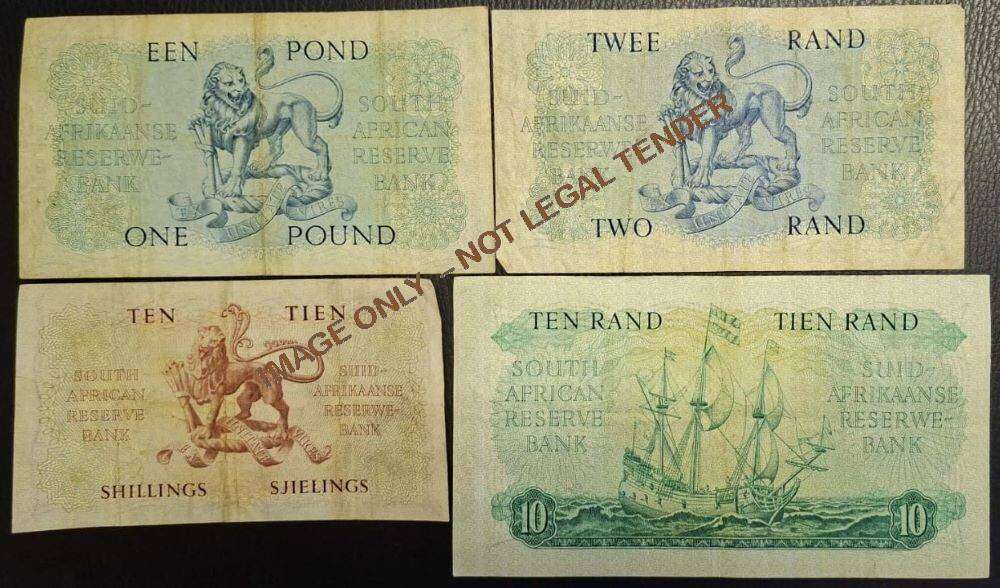 EEN POND
SUID-
AFRIKAANSE
RESERWE-
BANK
SOUTH
AFRICAN
RESERVE
BANK
ONE POUND
TWEE RAND
SUID-
AFRIKAANSE
SOUTH
AFRICAN
RESERVE
BANK
TWO RAND
IMAGE ONLY - NOT LEGAL TENDER
TEN TIEN
SOUTH
AFRICAN
RESERVE
BANK
SUID-
AFRIKAANSE
RESERWE-
BANK
SHILLINGS SJIELINGS
TEN RAND TIEN RAND
SOUTH
AFRICAN
RESERVE
BANK
SUID-
AFRIKAANSE
RESERWE-
BANK
10 10